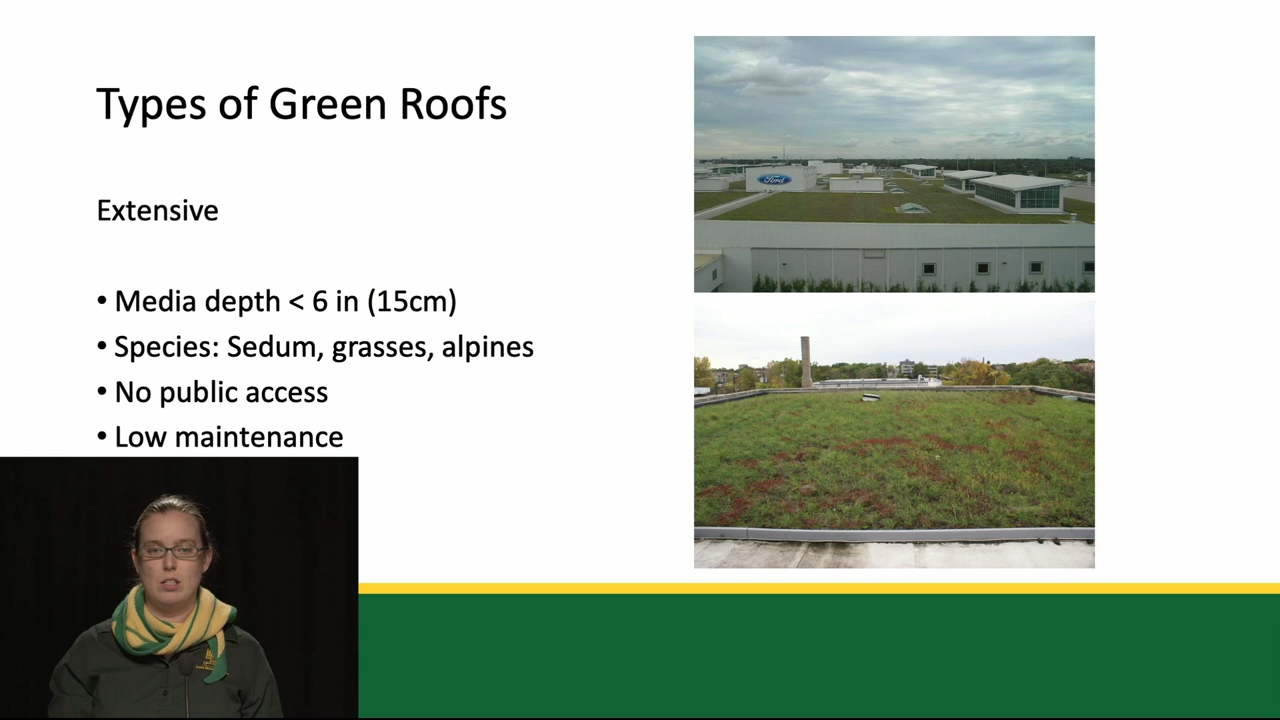 Types of Green Roofs
Extensive
• Media depth < 6 in (15cm)
• Species: Sedum, grasses, alpines
• No public access
• Low maintenance
Ford